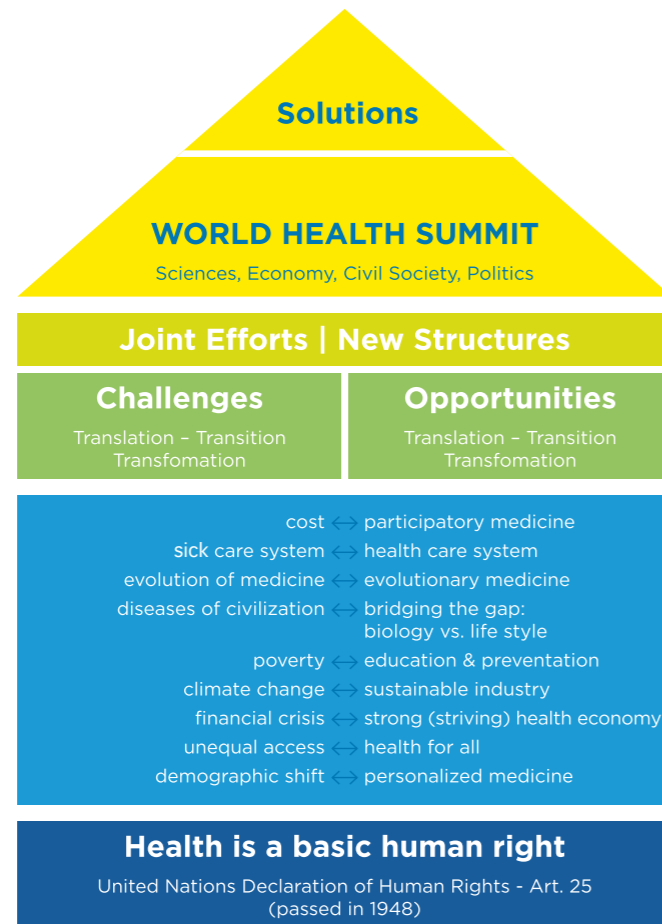 Solutions
WORLD HEALTH SUMMIT
Sciences, Economy, Civil Society, Politics
Joint Efforts | New Structures
Challenges
Translation – Transition
Transfomation
Opportunities
Translation – Transition
Transfomation
cost ↔ participatory medicine
sick care system ↔ health care system
evolution of medicine ↔ evolutionary medicine
diseases of civilization ↔ bridging the gap:
biology vs. life style
poverty ↔ education & preventation
climate change ↔ sustainable industry
financial crisis ↔ strong (striving) health economy
unequal access ↔ health for all
demographic shift ↔ personalized medicine
Health is a basic human right
United Nations Declaration of Human Rights - Art. 25
(passed in 1948)